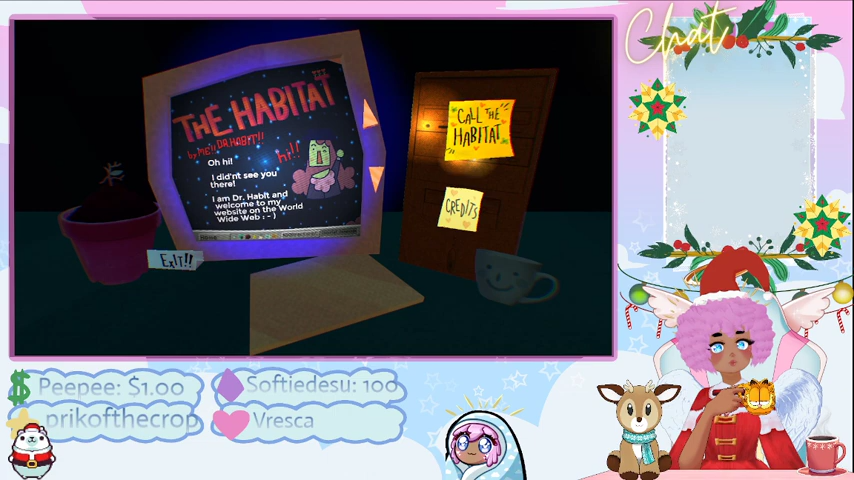 Chat
THE HABITAT
by ME!! DR. HABIT!!
hi!!
Oh hi!
I did'nt see you
there!
I am Dr. Habit and
welcome to my
website on the World
Wide Web : - )
EXIT!!
CALL THE
HABITAT
CREDITS
Peepee: $1.00
Softiedesu: 100
prikofthecrop
Vresca